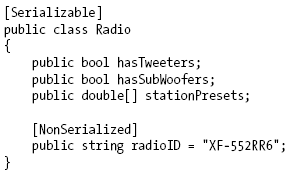 [Serializable]
public class Radio
{
    public bool hasTweeters;
    public bool hasSubWoofers;
    public double[] stationPresets;

    [NonSerialized]
    public string radioID = "XF-552RR6";
}